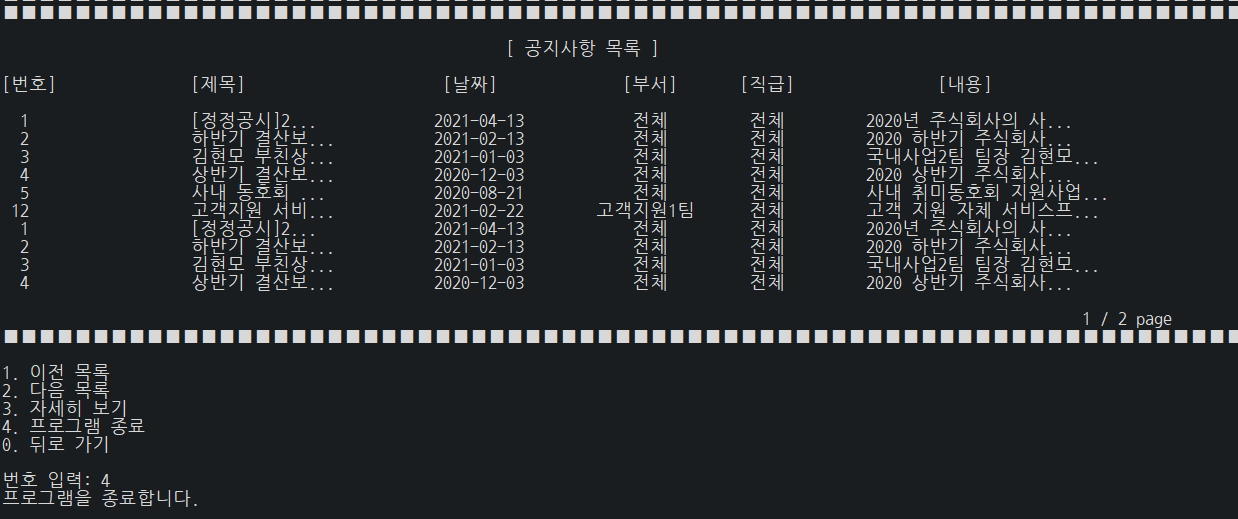 [ 공지사항 목록 ]
[번호] [제목] [날짜] [부서] [직급] [내용]
1 [정정공시]2... 2021-04-13 전체 전체 2020년 주식회사의 사...
2 하반기 결산보... 2021-02-13 전체 전체 2020 하반기 주식회사...
3 김현모 부친상... 2021-01-03 전체 전체 국내사업2팀 팀장 김현모...
4 상반기 결산보... 2020-12-03 전체 전체 2020 상반기 주식회사...
5 사내 동호회 ... 2020-08-21 전체 전체 사내 취미동호회 지원사업...
12 고객지원 서비... 2021-02-22 고객지원1팀 전체 고객 지원 자체 서비스프...
1 [정정공시]2... 2021-04-13 전체 전체 2020년 주식회사의 사...
2 하반기 결산보... 2021-02-13 전체 전체 2020 하반기 주식회사...
3 김현모 부친상... 2021-01-03 전체 전체 국내사업2팀 팀장 김현모...
4 상반기 결산보... 2020-12-03 전체 전체 2020 상반기 주식회사...
1 / 2 page
1. 이전 목록
2. 다음 목록
3. 자세히 보기
4. 프로그램 종료
0. 뒤로 가기
번호 입력: 4
프로그램을 종료합니다.